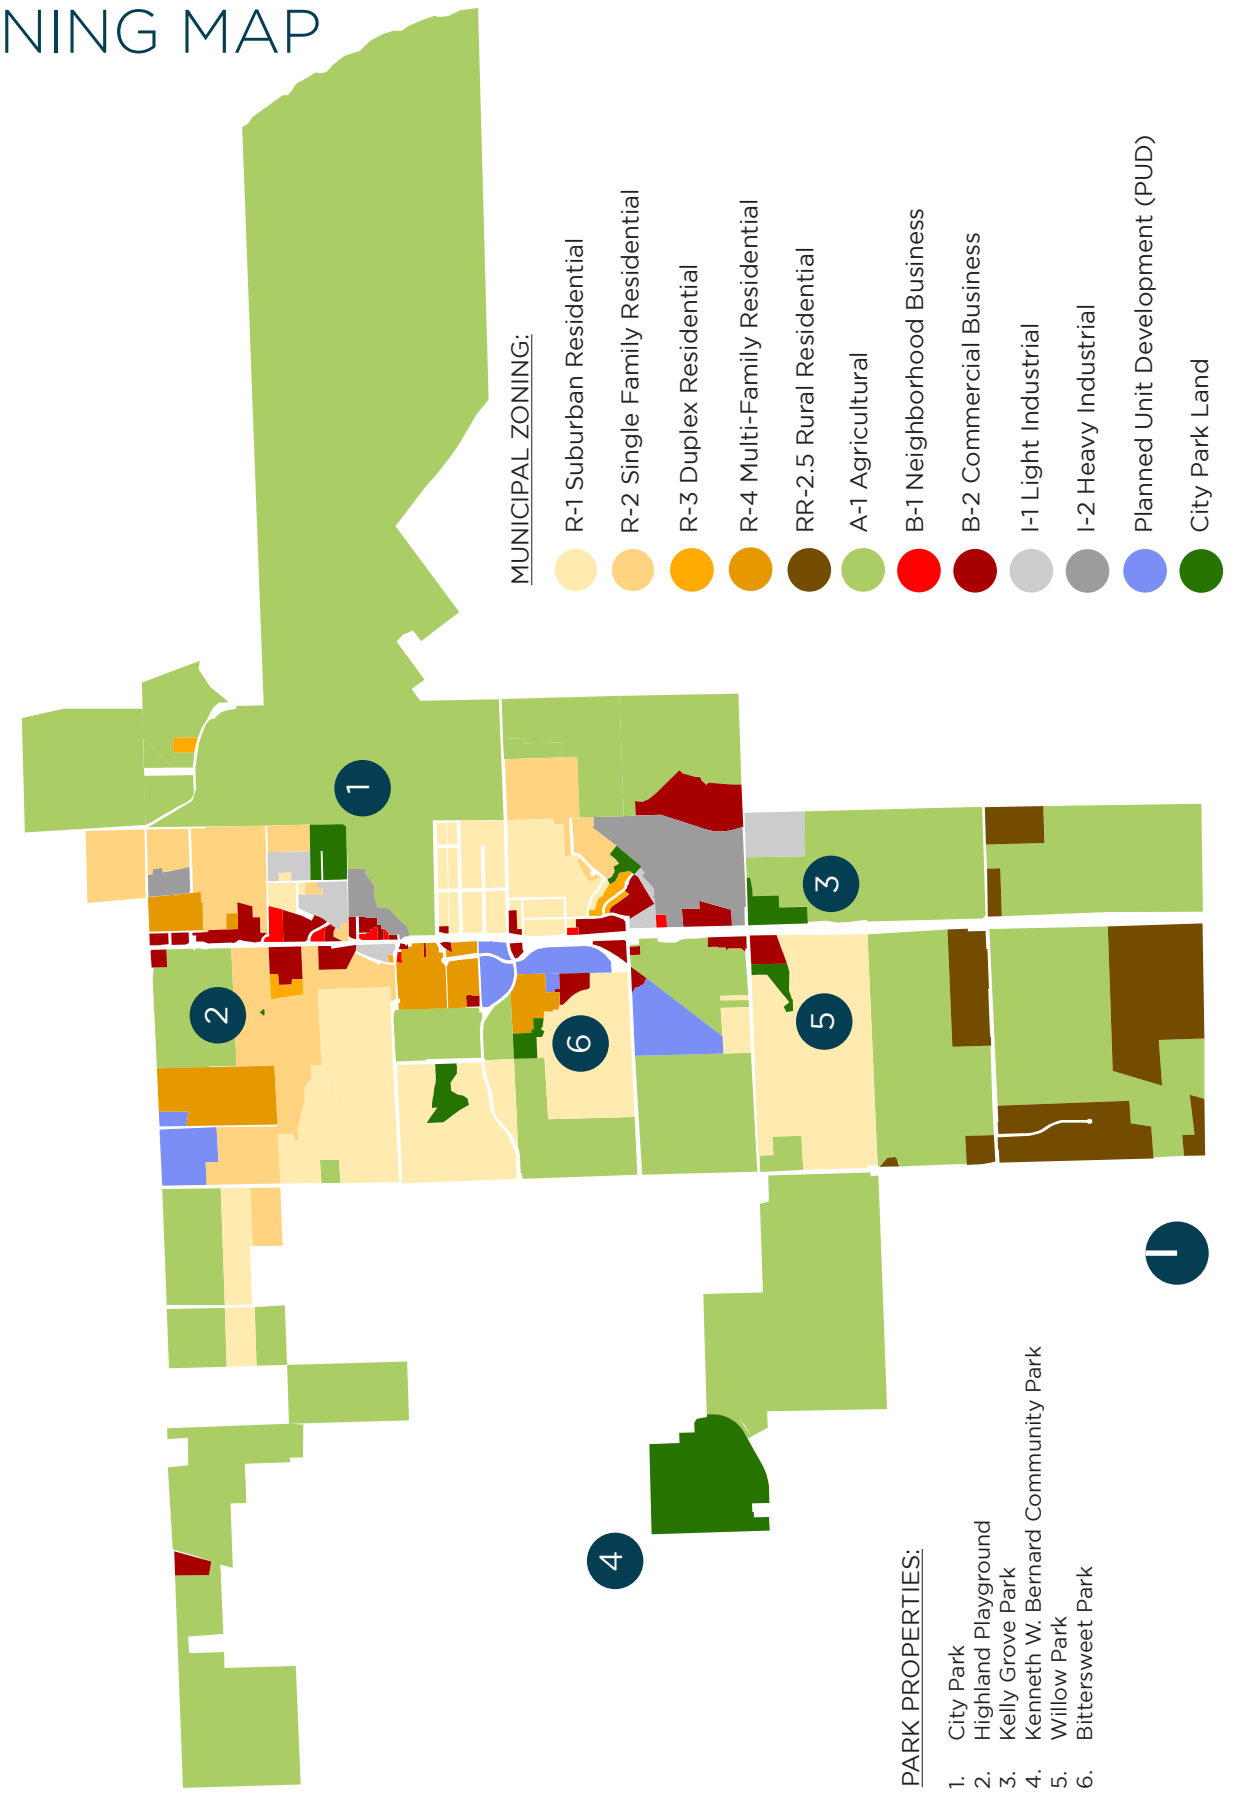 NING MAP
MUNICIPAL ZONING:
R-1 Suburban Residential
R-2 Single Family Residential
R-3 Duplex Residential
R-4 Multi-Family Residential
RR-2.5 Rural Residential
A-1 Agricultural
B-1 Neighborhood Business
B-2 Commercial Business
I-1 Light Industrial
I-2 Heavy Industrial
Planned Unit Development (PUD)
City Park Land
1
2
3
4
5
6
PARK PROPERTIES:
1. City Park
2. Highland Playground
3. Kelly Grove Park
4. Kenneth W. Bernard Community Park
5. Willow Park
6. Bittersweet Park